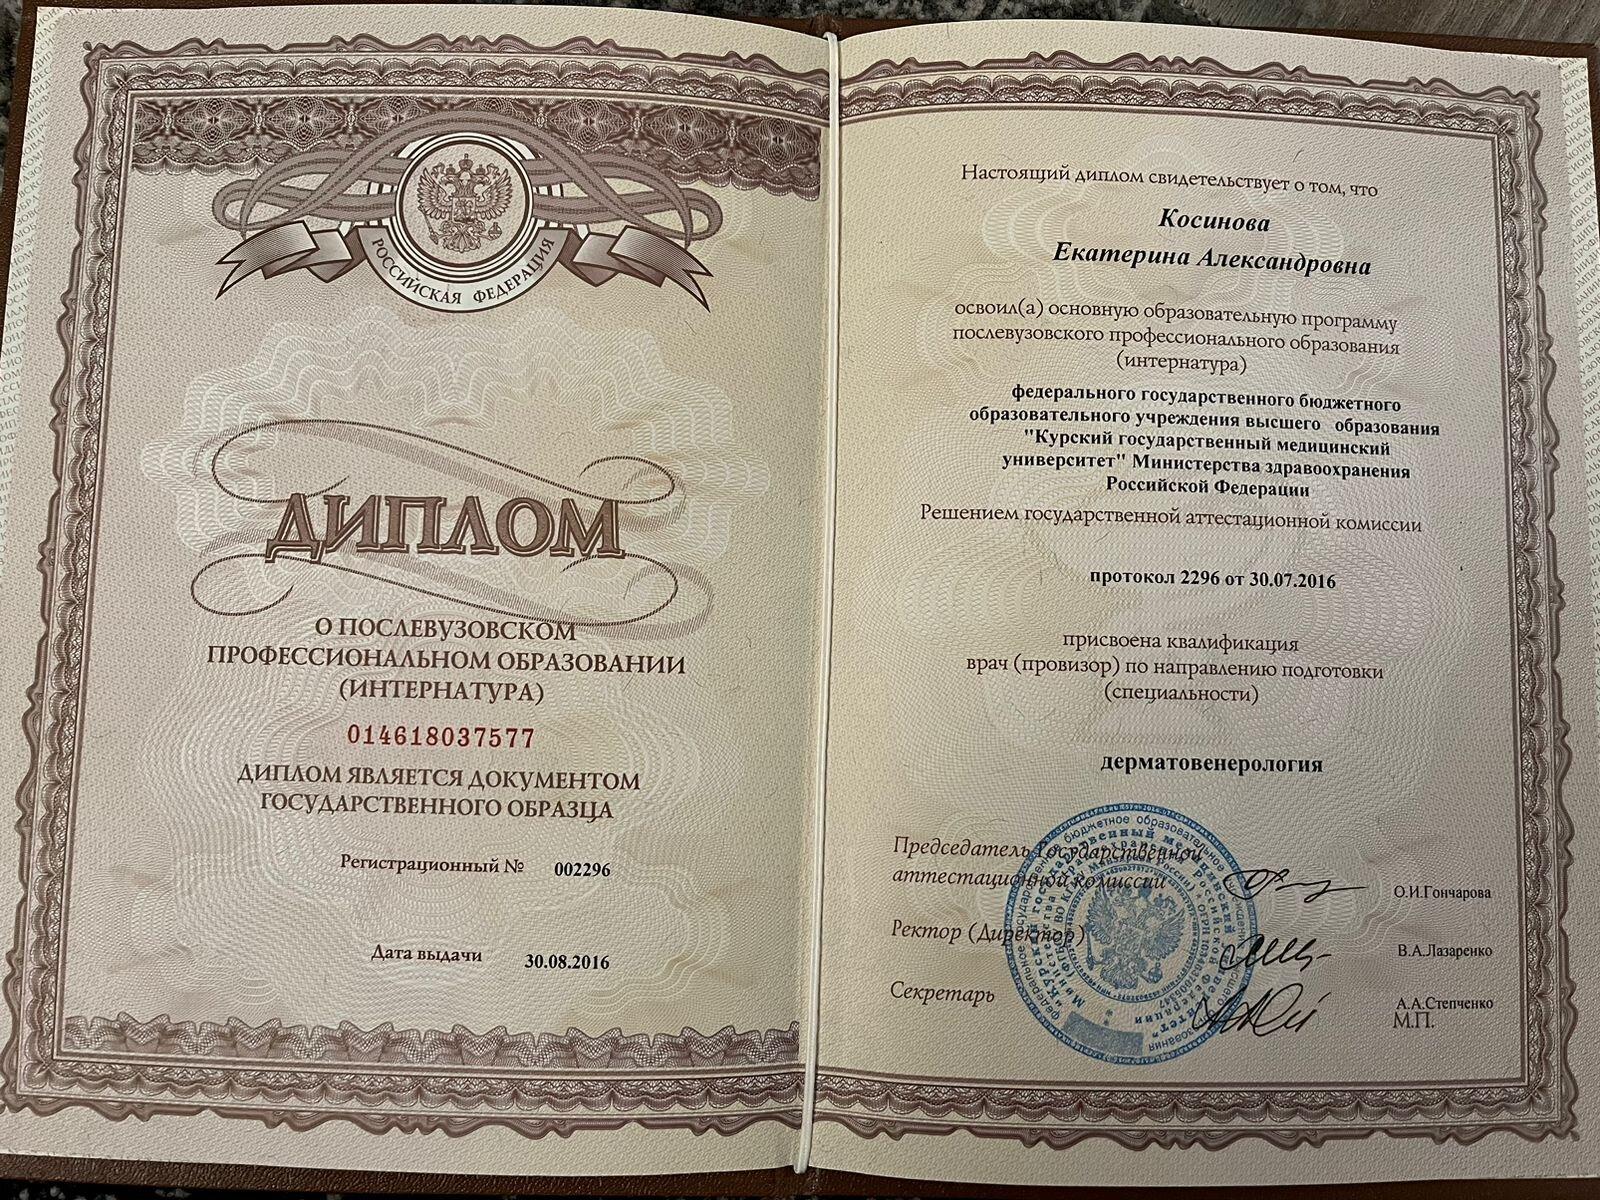 РОССИЙСКАЯ ФЕДЕРАЦИЯ
ДИПЛОМ
О ПОСЛЕВУЗОВСКОМ
ПРОФЕССИОНАЛЬНОМ ОБРАЗОВАНИИ
(ИНТЕРНАТУРА)
014618037577
ДИПЛОМ ЯВЛЯЕТСЯ ДОКУМЕНТОМ
ГОСУДАРСТВЕННОГО ОБРАЗЦА
Регистрационный № 002296
Дата выдачи 30.08.2016
Настоящий диплом свидетельствует о том, что
Косинова
Екатерина Александровна
освоил(а) основную образовательную программу
послевузовского профессионального образования
(интернатура)
федерального государственного бюджетного
образовательного учреждения высшего образования
"Курский государственный медицинский
университет" Министерства здравоохранения
Российской Федерации
Решением государственной аттестационной комиссии
протокол 2296 от 30.07.2016
присвоена квалификация
врач (провизор) по направлению подготовки
(специальности)
дерматовенерология
Председатель Государственной
аттестационной комиссии О.И.Гончарова
Ректор (Директор) В.А.Лазаренко
Секретарь А.А.Степченко
М.П.